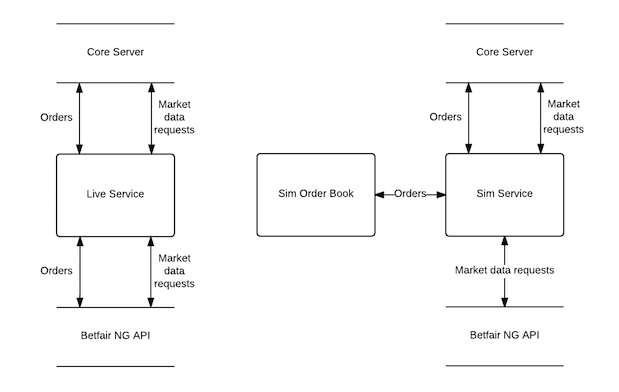 Core Server
Orders
Market
data
requests
Live Service
Orders
Market
data
requests
Betfair NG API
Core Server
Orders
Market
data
requests
Sim Order Book
Orders
Sim Service
Market data requests
Betfair NG API